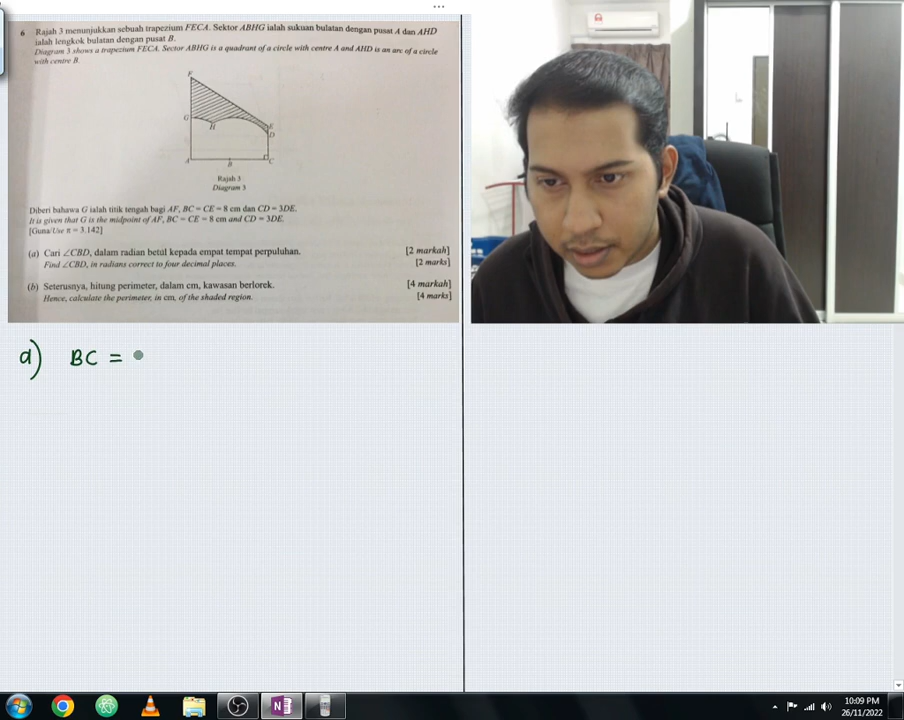 6 Rajah 3 menunjukkan sebuah trapezium FECA. Sektor ABHG ialah sukuan bulatan dengan pusat A dan AHD
ialah lengkok bulatan dengan pusat B.
Diagram 3 shows a trapezium FECA. Sector ABHG is a quadrant of a circle with centre A and AHD is an arc of a circle
with centre B.
F
G
H
E
D
A
B
C
Rajah 3
Diagram 3
Diberi bahawa G ialah titik tengah bagi AF, BC = CE = 8 cm dan CD = 3DE.
It is given that G is the midpoint of AF, BC = CE = 8 cm and CD = 3DE.
[Guna/Use π = 3.142]
(a) Cari ∠CBD, dalam radian betul kepada empat tempat perpuluhan. [2 markah]
Find ∠CBD, in radians correct to four decimal places. [2 marks]
(b) Seterusnya, hitung perimeter, dalam cm, kawasan berlorek. [4 markah]
Hence, calculate the perimeter, in cm, of the shaded region. [4 marks]
a) BC =
10:09 PM
26/11/2022